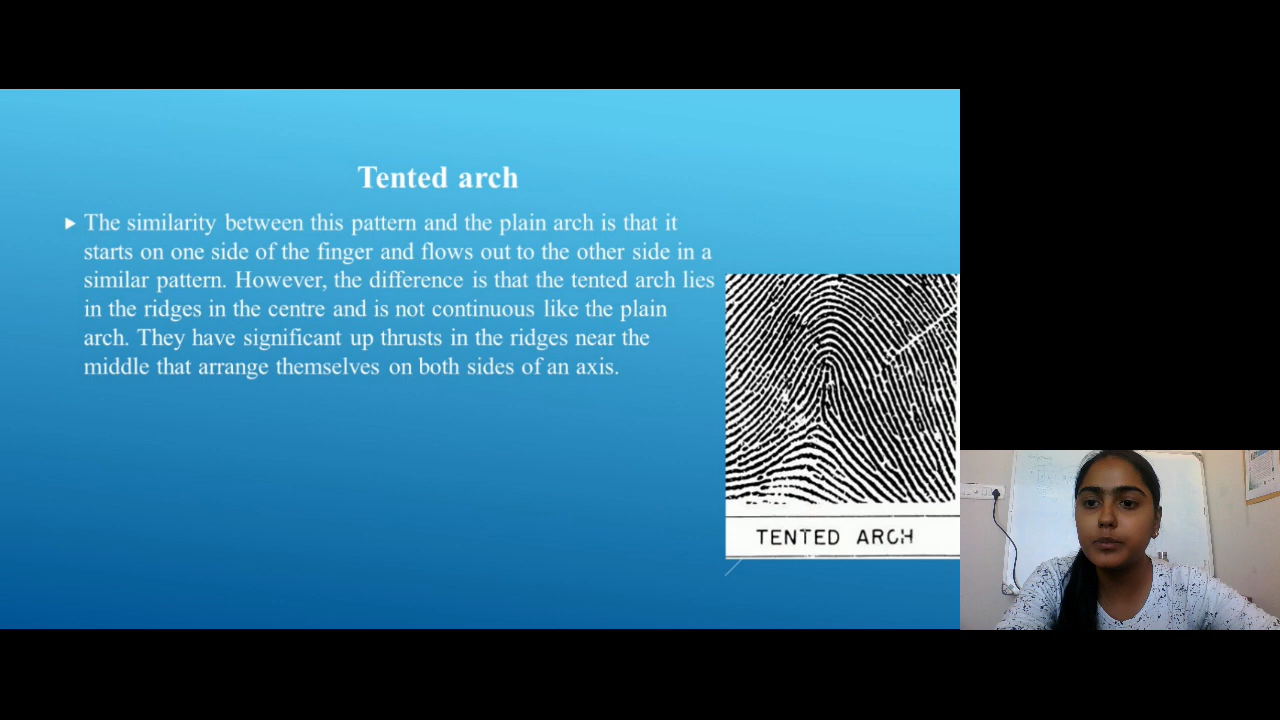 Tented arch
The similarity between this pattern and the plain arch is that it
starts on one side of the finger and flows out to the other side in a
similar pattern. However, the difference is that the tented arch lies
in the ridges in the centre and is not continuous like the plain
arch. They have significant up thrusts in the ridges near the
middle that arrange themselves on both sides of an axis.
TENTED ARCH